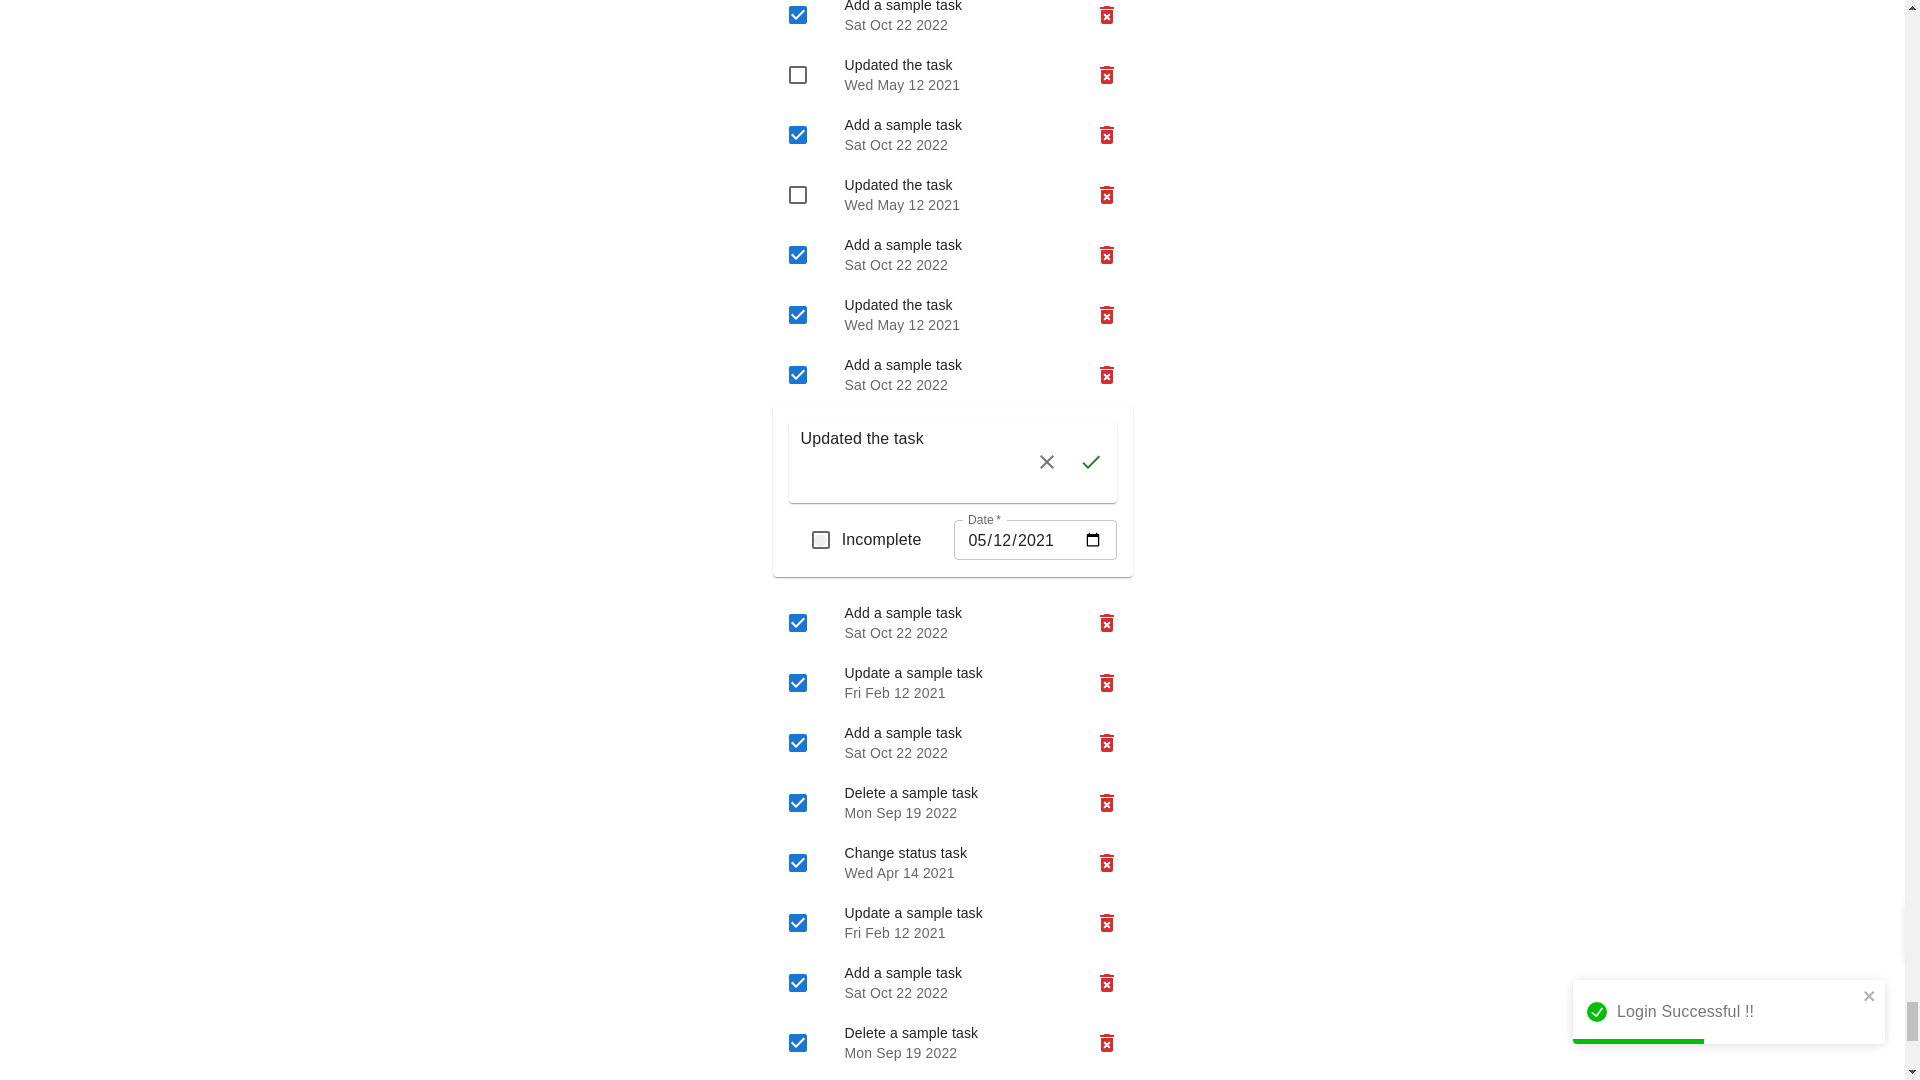 Add a sample task
Sat Oct 22 2022
Updated the task
Wed May 12 2021
Add a sample task
Sat Oct 22 2022
Updated the task
Wed May 12 2021
Add a sample task
Sat Oct 22 2022
Updated the task
Wed May 12 2021
Add a sample task
Sat Oct 22 2022
Updated the task
Date *
Incomplete
05/12/2021
Add a sample task
Sat Oct 22 2022
Update a sample task
Fri Feb 12 2021
Add a sample task
Sat Oct 22 2022
Delete a sample task
Mon Sep 19 2022
Change status task
Wed Apr 14 2021
Update a sample task
Fri Feb 12 2021
Add a sample task
Sat Oct 22 2022
Login Successful !!
Delete a sample task
Mon Sep 19 2022